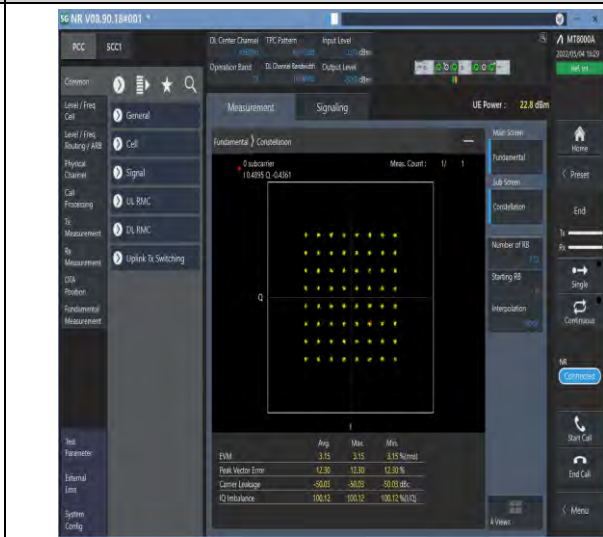 5G NR V08.90.18#001 *
PCC SCC1
DL Center Channel TPC Pattern Input Level
dBm
Operation Band DL Channel Bandwidth Output Level
dBm
MT8000A
2022/05/04 16:29
Common
Level / Freq.
Cell
Level / Freq.
Routing / ARB
Physical
Channel
Call
Processing
Tx
Measurement
Rx
Measurement
OTA
Position
Fundamental
Measurement
Test
Parameter
External
Error
System
Config
General
Cell
Signal
UL RMC
DL RMC
Uplink Tx Switching
Measurement Signaling UE Power : 22.8 dBm
Fundamental Constellation
0 subcarrier Meas. Count : 1/ 1
I 0.4895 Q -0.4361
Q
I
Avg. Max. Min.
EVM 3.15 3.15 3.15 %(rms)
Peak Vector Error 12.30 12.30 12.30 %
Carrier Leakage -50.03 -50.03 -50.03 dBc
IQ Imbalance 100.12 100.12 100.12 %(I/Q)
Main Screen
Fundamental
Sub Screen
Constellation
Number of RB
Starting RB
Interpolation
4 Views
Home
Preset
End
Tx
Rx
Single
Continuous
NR
Connected
Start Call
End Call
Menu